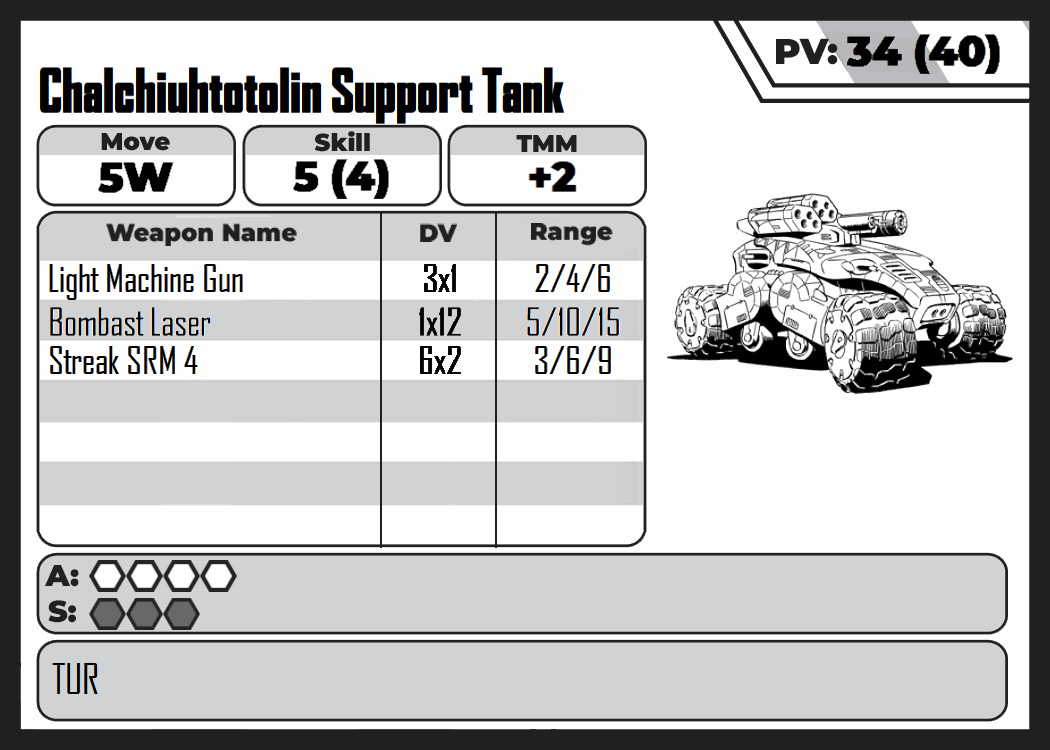 PV: 34 (40)
Chalchiuhtotolin Support Tank
Move Skill TMM
5W 5 (4) +2
Weapon Name DV Range
Light Machine Gun 3x1 2/4/6
Bombast Laser 1x12 5/10/15
Streak SRM 4 6x2 3/6/9
A:
S:
TUR